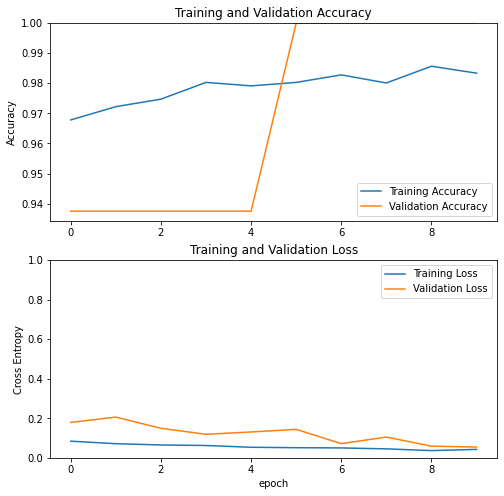 Training and Validation Accuracy
1.00
0.99
0.98
0.97
0.96
0.95
0.94
Accuracy
Training Accuracy
Validation Accuracy
0 2 4 6 8
Training and Validation Loss
1.0
0.8
0.6
0.4
0.2
0.0
Cross Entropy
Training Loss
Validation Loss
0 2 4 6 8
epoch